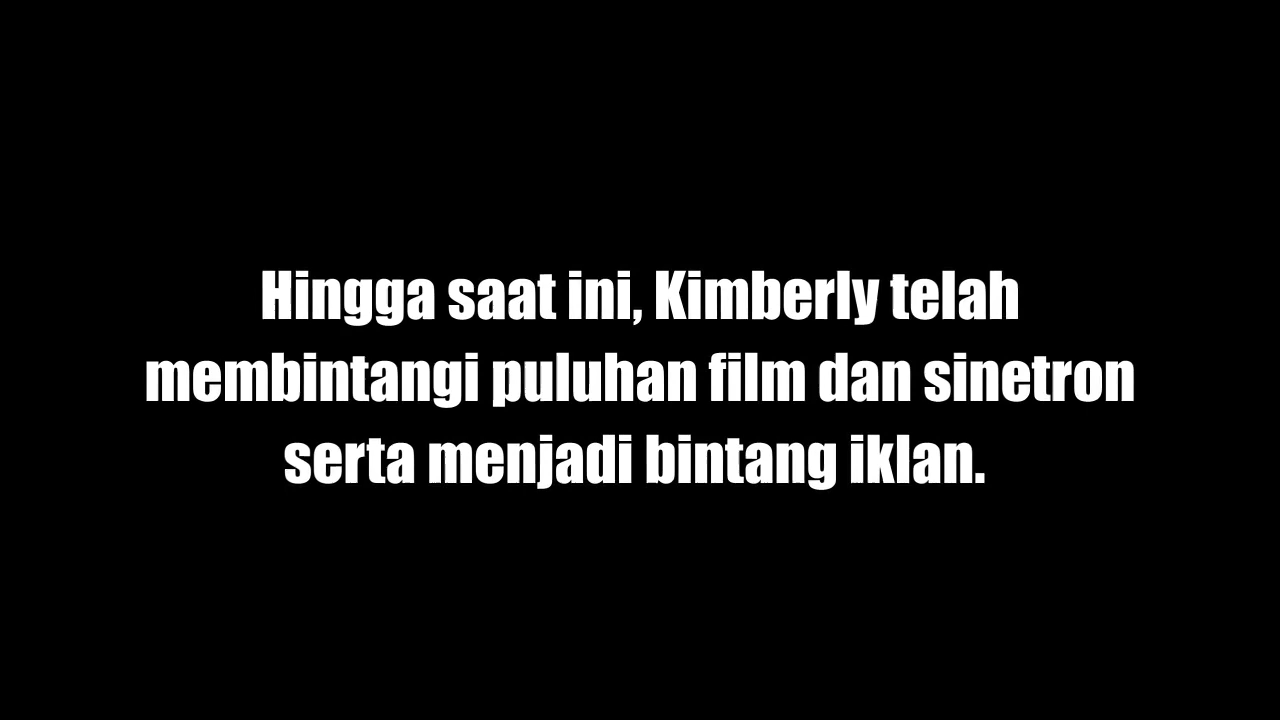 Hingga saat ini, Kimberly telah
membintangi puluhan film dan sinetron
serta menjadi bintang iklan.